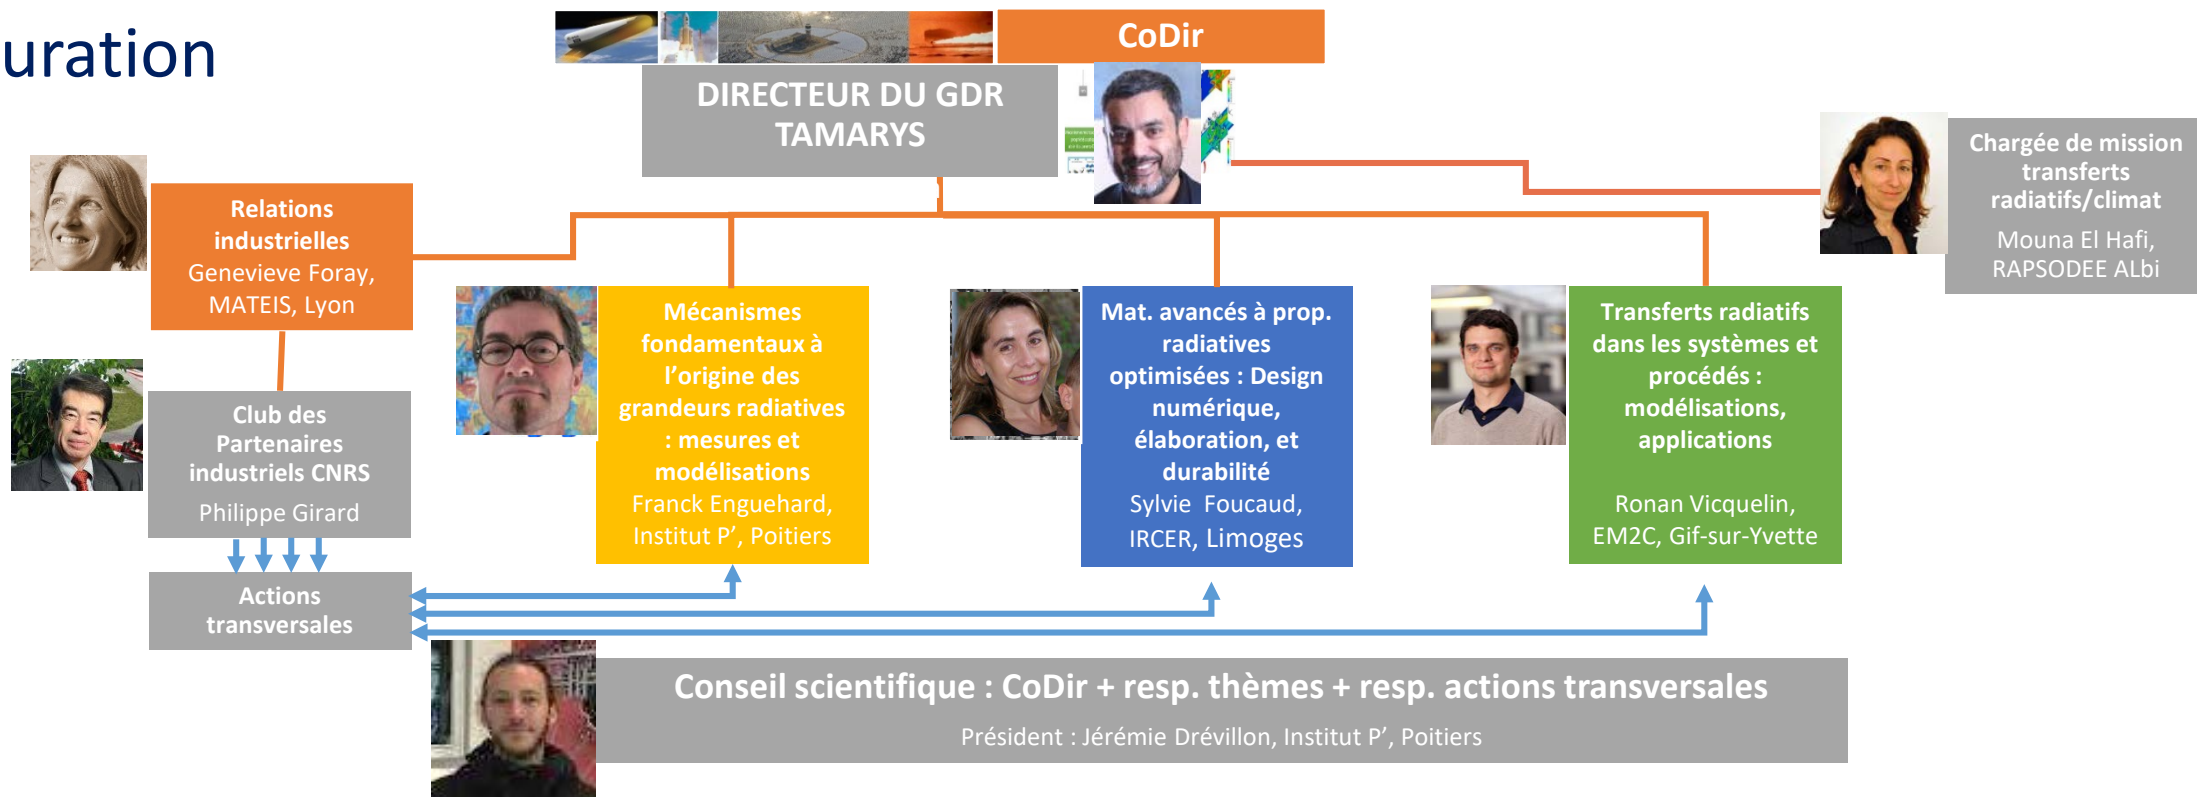 uration
CoDir
DIRECTEUR DU GDR
TAMARYS
Chargée de mission
transferts
radiatifs/climat
Mouna El Hafi,
RAPSODEE ALbi
Relations
industrielles
Genevieve Foray,
MATEIS, Lyon
Mécanismes
fondamentaux à
l’origine des
grandeurs radiatives
: mesures et
modélisations
Franck Enguehard,
Institut P’, Poitiers
Mat. avancés à prop.
radiatives
optimisées : Design
numérique,
élaboration, et
durabilité
Sylvie Foucaud,
IRCER, Limoges
Transferts radiatifs
dans les systèmes et
procédés :
modélisations,
applications
Ronan Vicquelin,
EM2C, Gif-sur-Yvette
Club des
Partenaires
industriels CNRS
Philippe Girard
Actions
transversales
Conseil scientifique : CoDir + resp. thèmes + resp. actions transversales
Président : Jérémie Drévillon, Institut P’, Poitiers